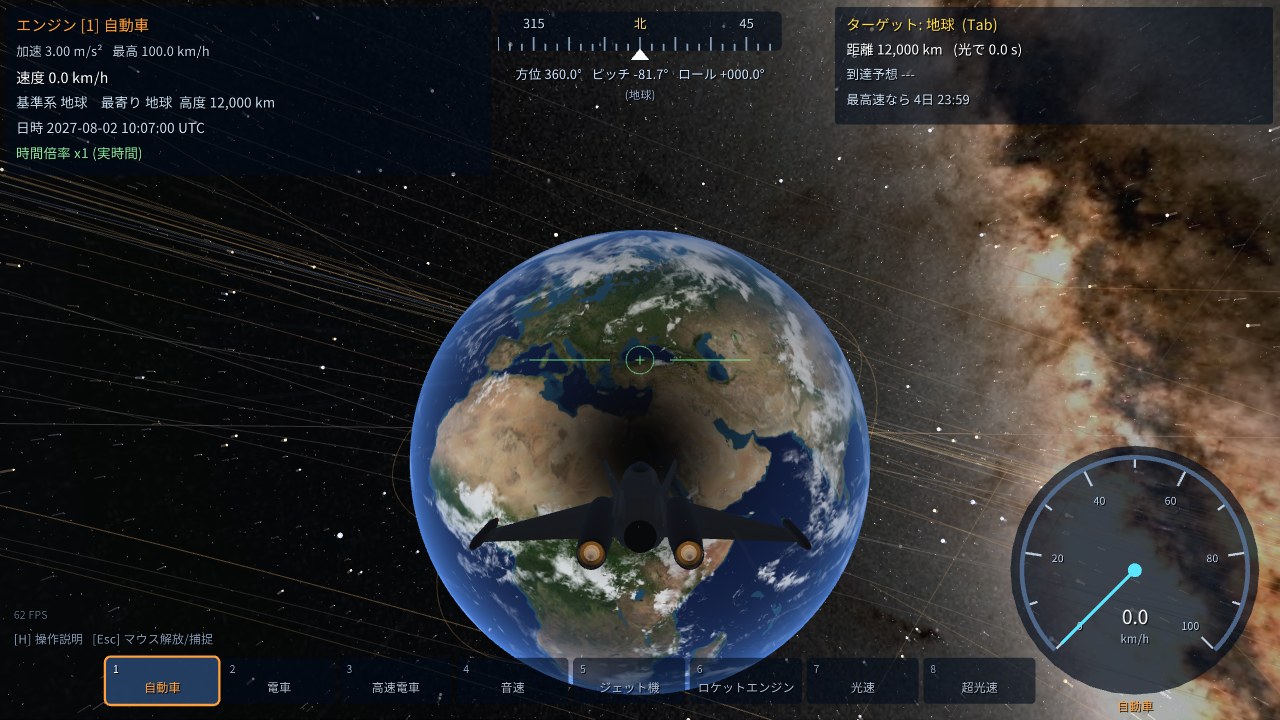 エンジン [1] 自動車
加速 3.00 m/s² 最高 100.0 km/h
速度 0.0 km/h
基準系 地球 最寄り 地球 高度 12,000 km
日時 2027-08-02 10:07:00 UTC
時間倍率 x1 (実時間)
315 北 45
方位 360.0° ピッチ -81.7° ロール +000.0°
(地球)
ターゲット: 地球 (Tab)
距離 12,000 km (光で 0.0 s)
到達予想 ---
最高速なら 4日 23:59
40 60
20 80
0 100
0.0
km/h
自動車
62 FPS
[H] 操作説明 [Esc] マウス解放/捕捉
1 自動車
2 電車
3 高速電車
4 音速
5 ジェット機
6 ロケットエンジン
7 光速
8 超光速